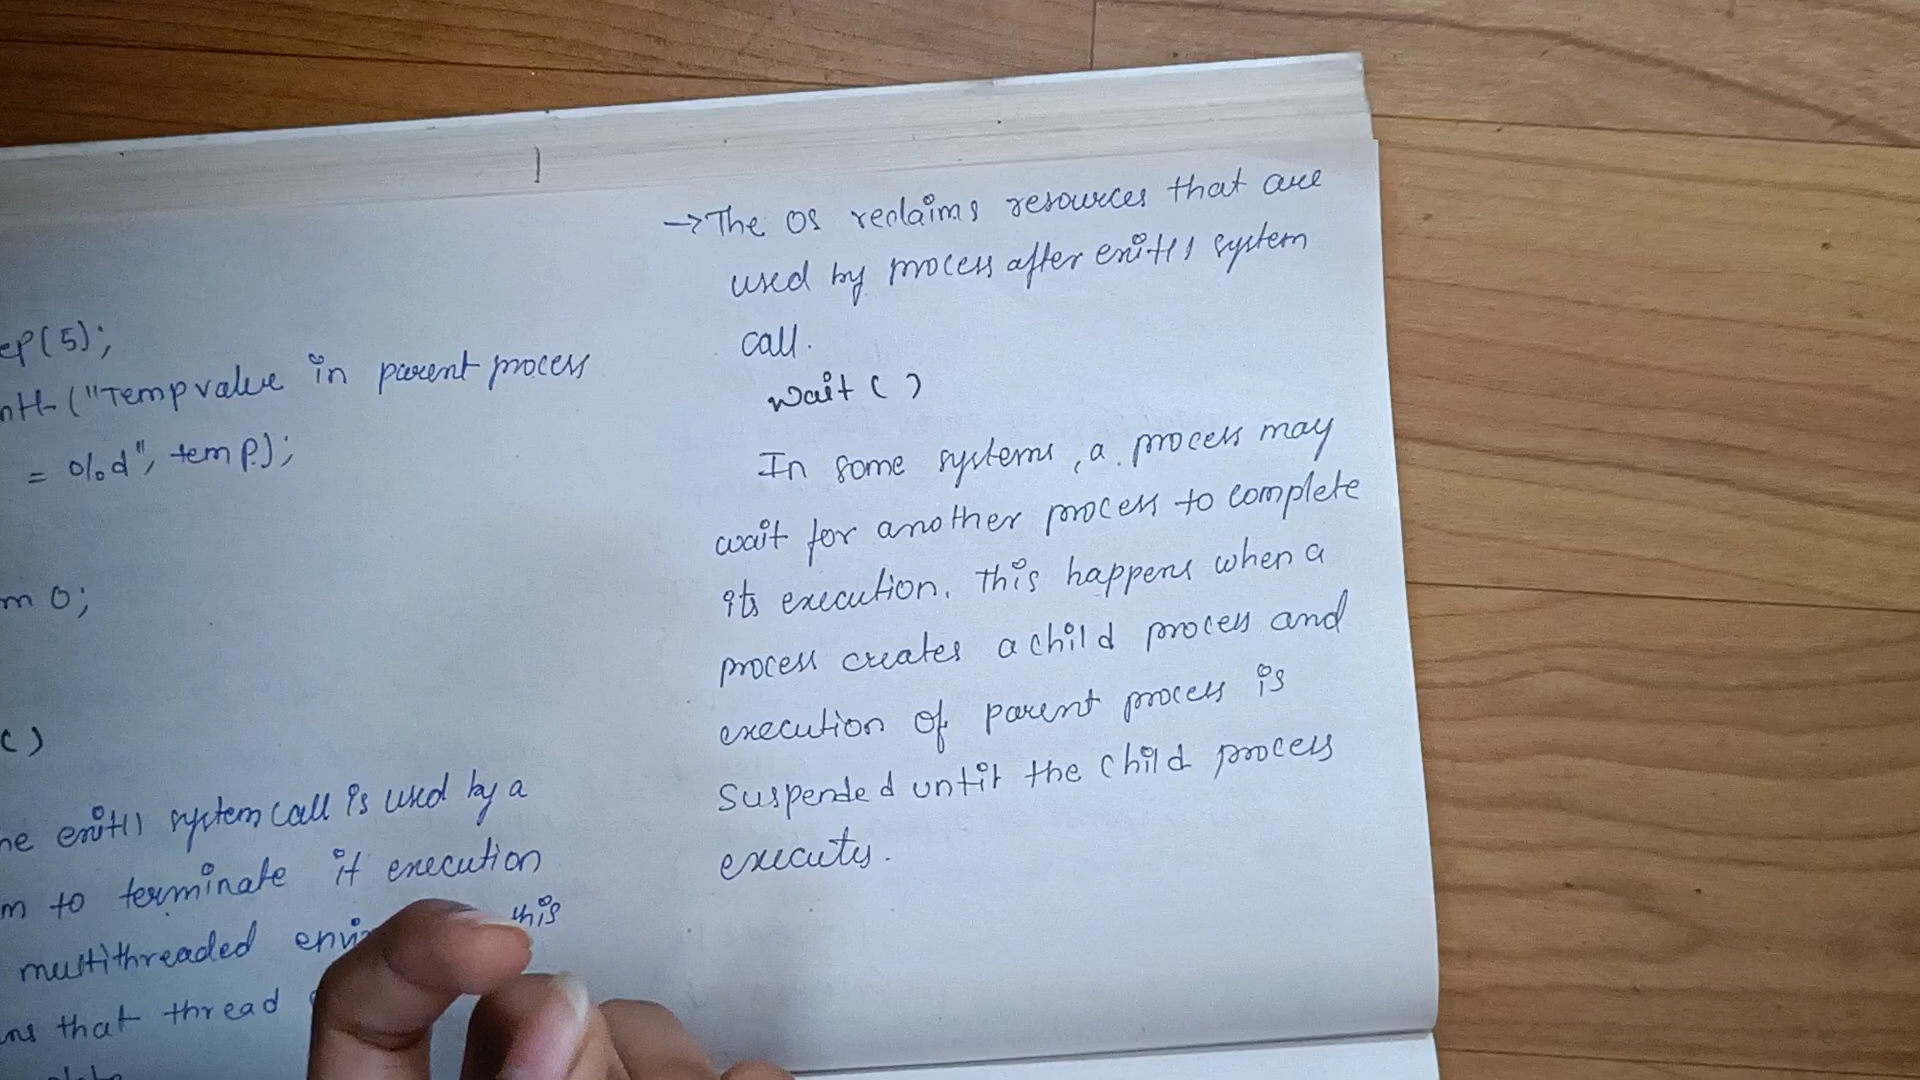 ep(5);
ntf ("Temp value in parent process
= %d", temp);
0;
()
exit() system call is used by a
to terminate it execution
multithreaded this
that thread
→ The OS reclaims resources that are
used by process after exit() system
call.
wait ( )
In some systems, a process may
wait for another process to complete
its execution. This happens when a
process creates a child process and
execution of parent process is
suspended until the child process
executes.